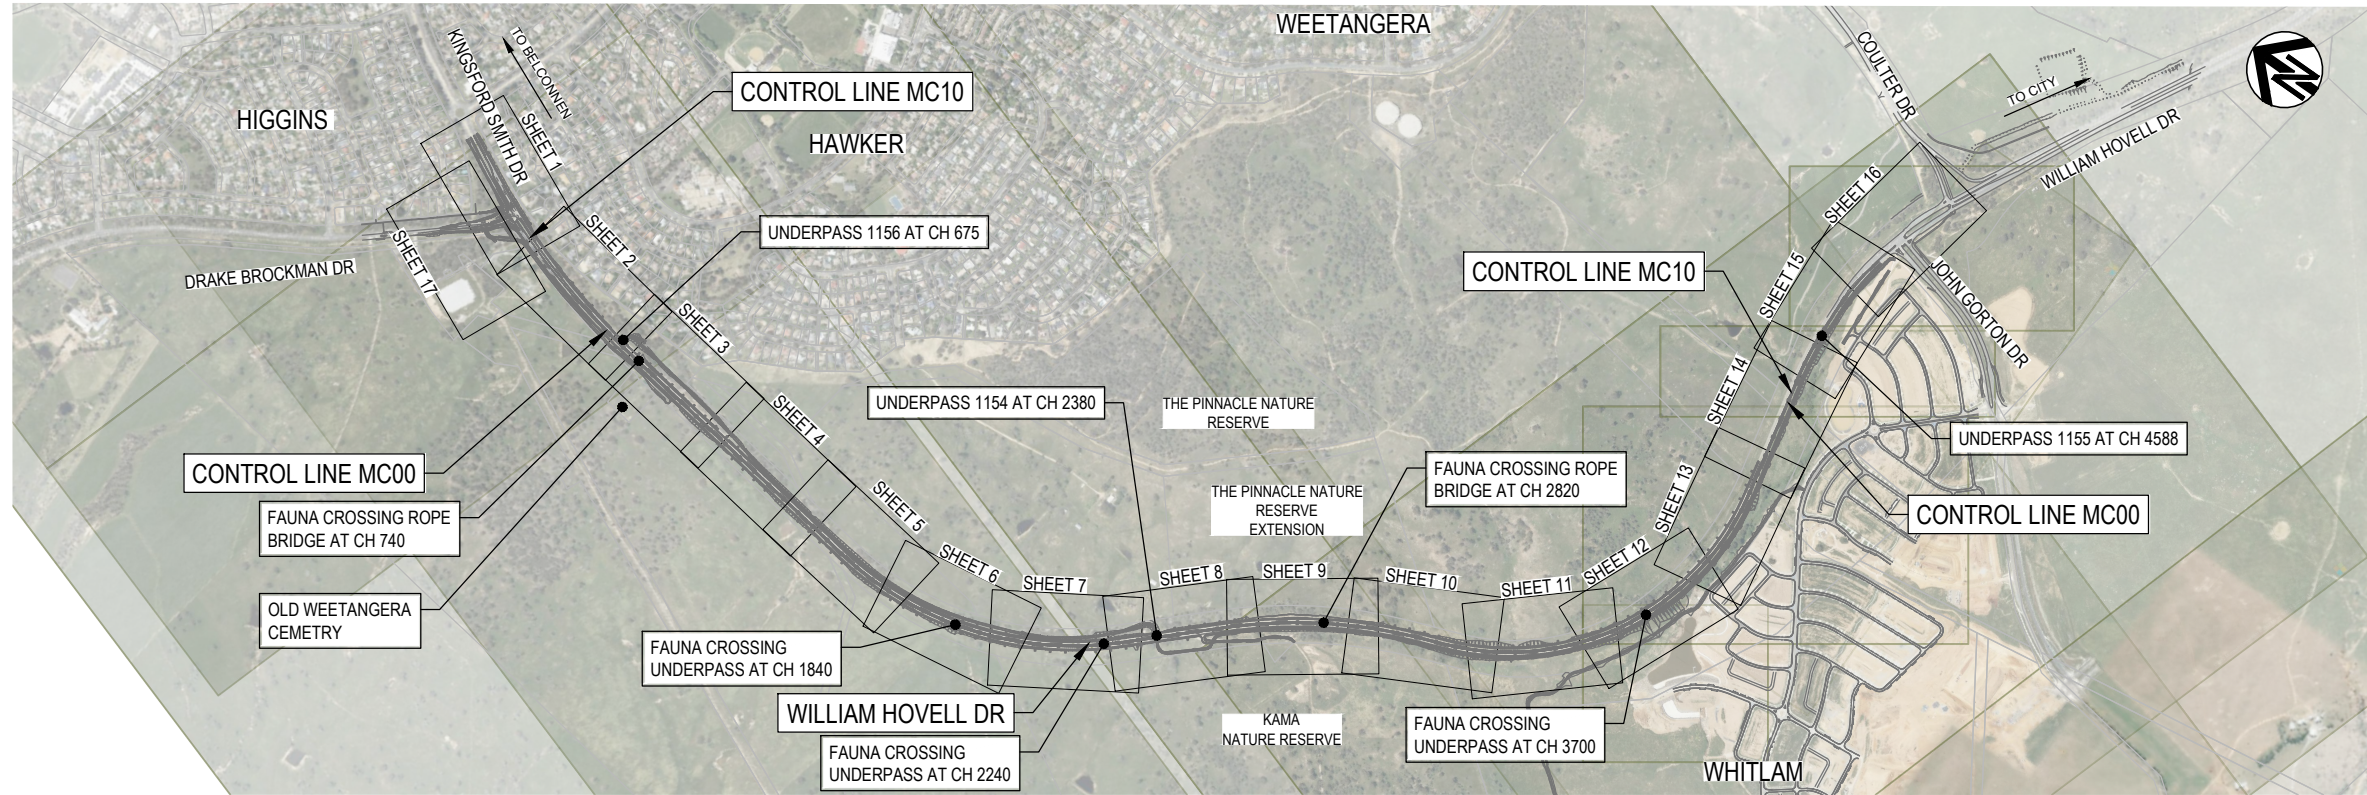 WEETANGERA
KINGSFORD SMITH DR
TO BELCONNEN
COULTER DR
CONTROL LINE MC10
TO CITY
N
HIGGINS
SHEET 1
HAWKER
WILLIAM HOVELL DR
SHEET 16
SHEET 2
UNDERPASS 1156 AT CH 675
SHEET 17
DRAKE BROCKMAN DR
CONTROL LINE MC10
SHEET 15
JOHN GORTON DR
SHEET 3
SHEET 14
UNDERPASS 1154 AT CH 2380
THE PINNACLE NATURE
RESERVE
SHEET 4
UNDERPASS 1155 AT CH 4588
CONTROL LINE MC00
FAUNA CROSSING ROPE
BRIDGE AT CH 2820
SHEET 13
THE PINNACLE NATURE
RESERVE
EXTENSION
SHEET 5
FAUNA CROSSING ROPE
BRIDGE AT CH 740
CONTROL LINE MC00
SHEET 6
SHEET 7
SHEET 8
SHEET 9
SHEET 10
SHEET 11
SHEET 12
OLD WEETANGERA
CEMETRY
FAUNA CROSSING
UNDERPASS AT CH 1840
WILLIAM HOVELL DR
KAMA
NATURE RESERVE
FAUNA CROSSING
UNDERPASS AT CH 3700
FAUNA CROSSING
UNDERPASS AT CH 2240
WHITLAM